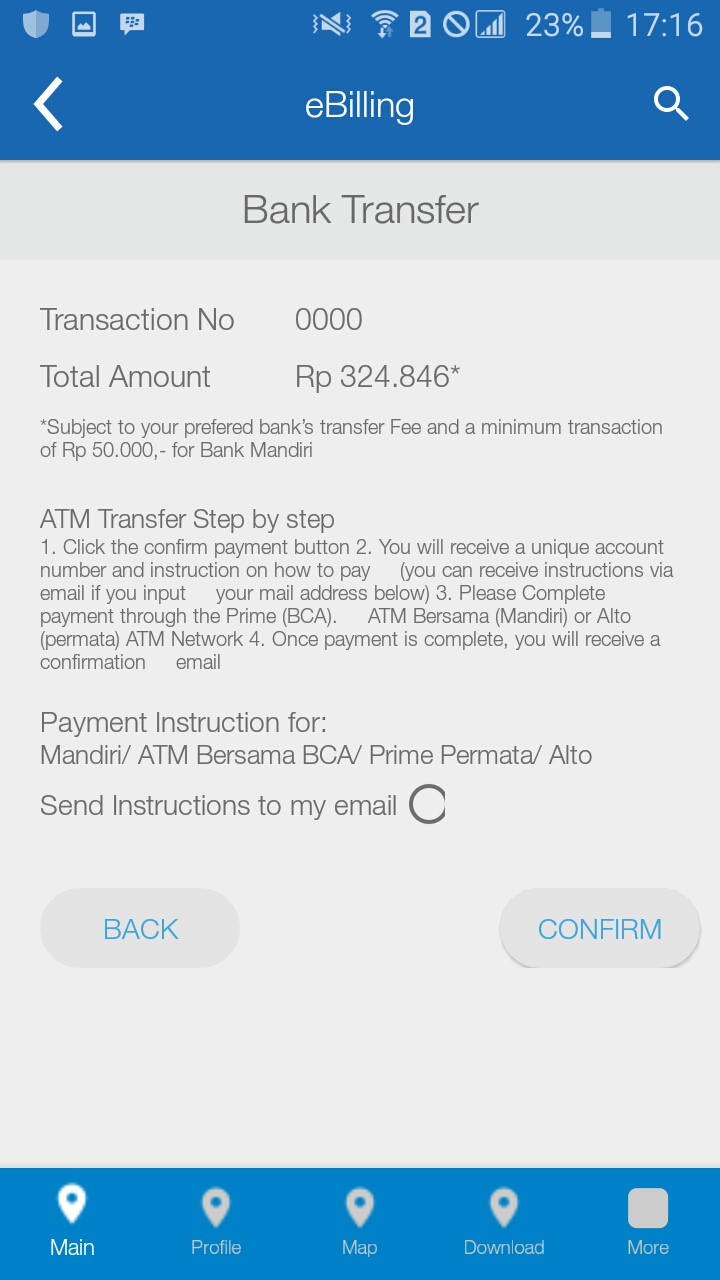 2 23% 17:16
eBilling
Bank Transfer
Transaction No 0000
Total Amount Rp 324.846*
*Subject to your prefered bank's transfer Fee and a minimum transaction
of Rp 50.000,- for Bank Mandiri
ATM Transfer Step by step
1. Click the confirm payment button 2. You will receive a unique account
number and instruction on how to pay (you can receive instructions via
email if you input your mail address below) 3. Please Complete
payment through the Prime (BCA). ATM Bersama (Mandiri) or Alto
(permata) ATM Network 4. Once payment is complete, you will receive a
confirmation email
Payment Instruction for:
Mandiri/ ATM Bersama BCA/ Prime Permata/ Alto
Send Instructions to my email
BACK CONFIRM
Main Profile Map Download More